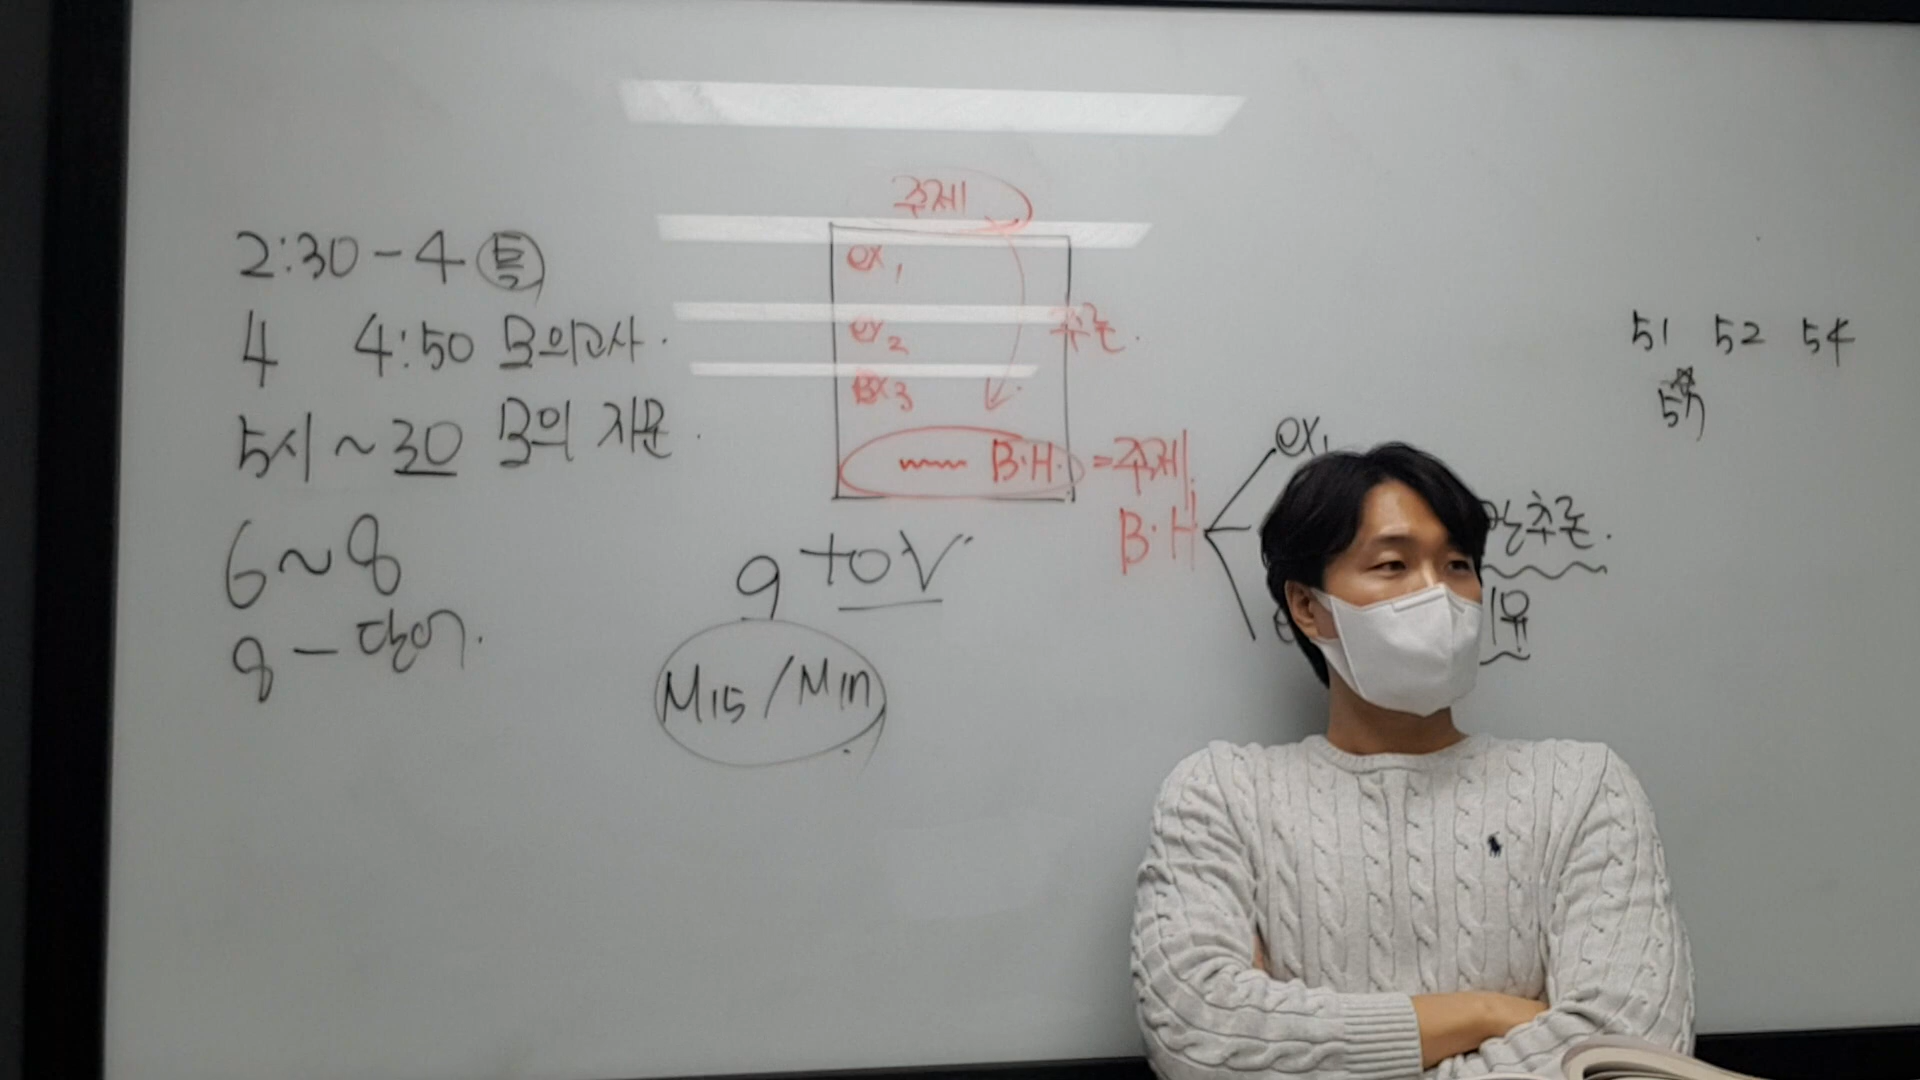 2:30-4 특
4 4:50 모의고사.
5시~30 모의 지문.
6~8
8-단어.
주제
ex1
ex2
추론.
ex3
~~ B.H. = 주제
B.H
ex1
추론.
9 to V
M15/M17
51 52 54
57